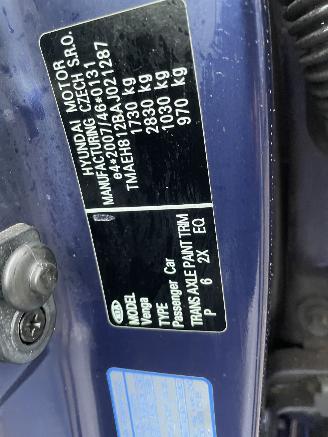 HYUNDAI MOTOR
MANUFACTURING CZECH S.R.O.
e4*2007/46*0131
TMAEH812BAJ021287
1730 kg
2830 kg
1030 kg
970 kg
KIA
MODEL
Venga
TYPE
Passenger Car
TRANS AXLE PAINT TRIM
P 6 2X EQ